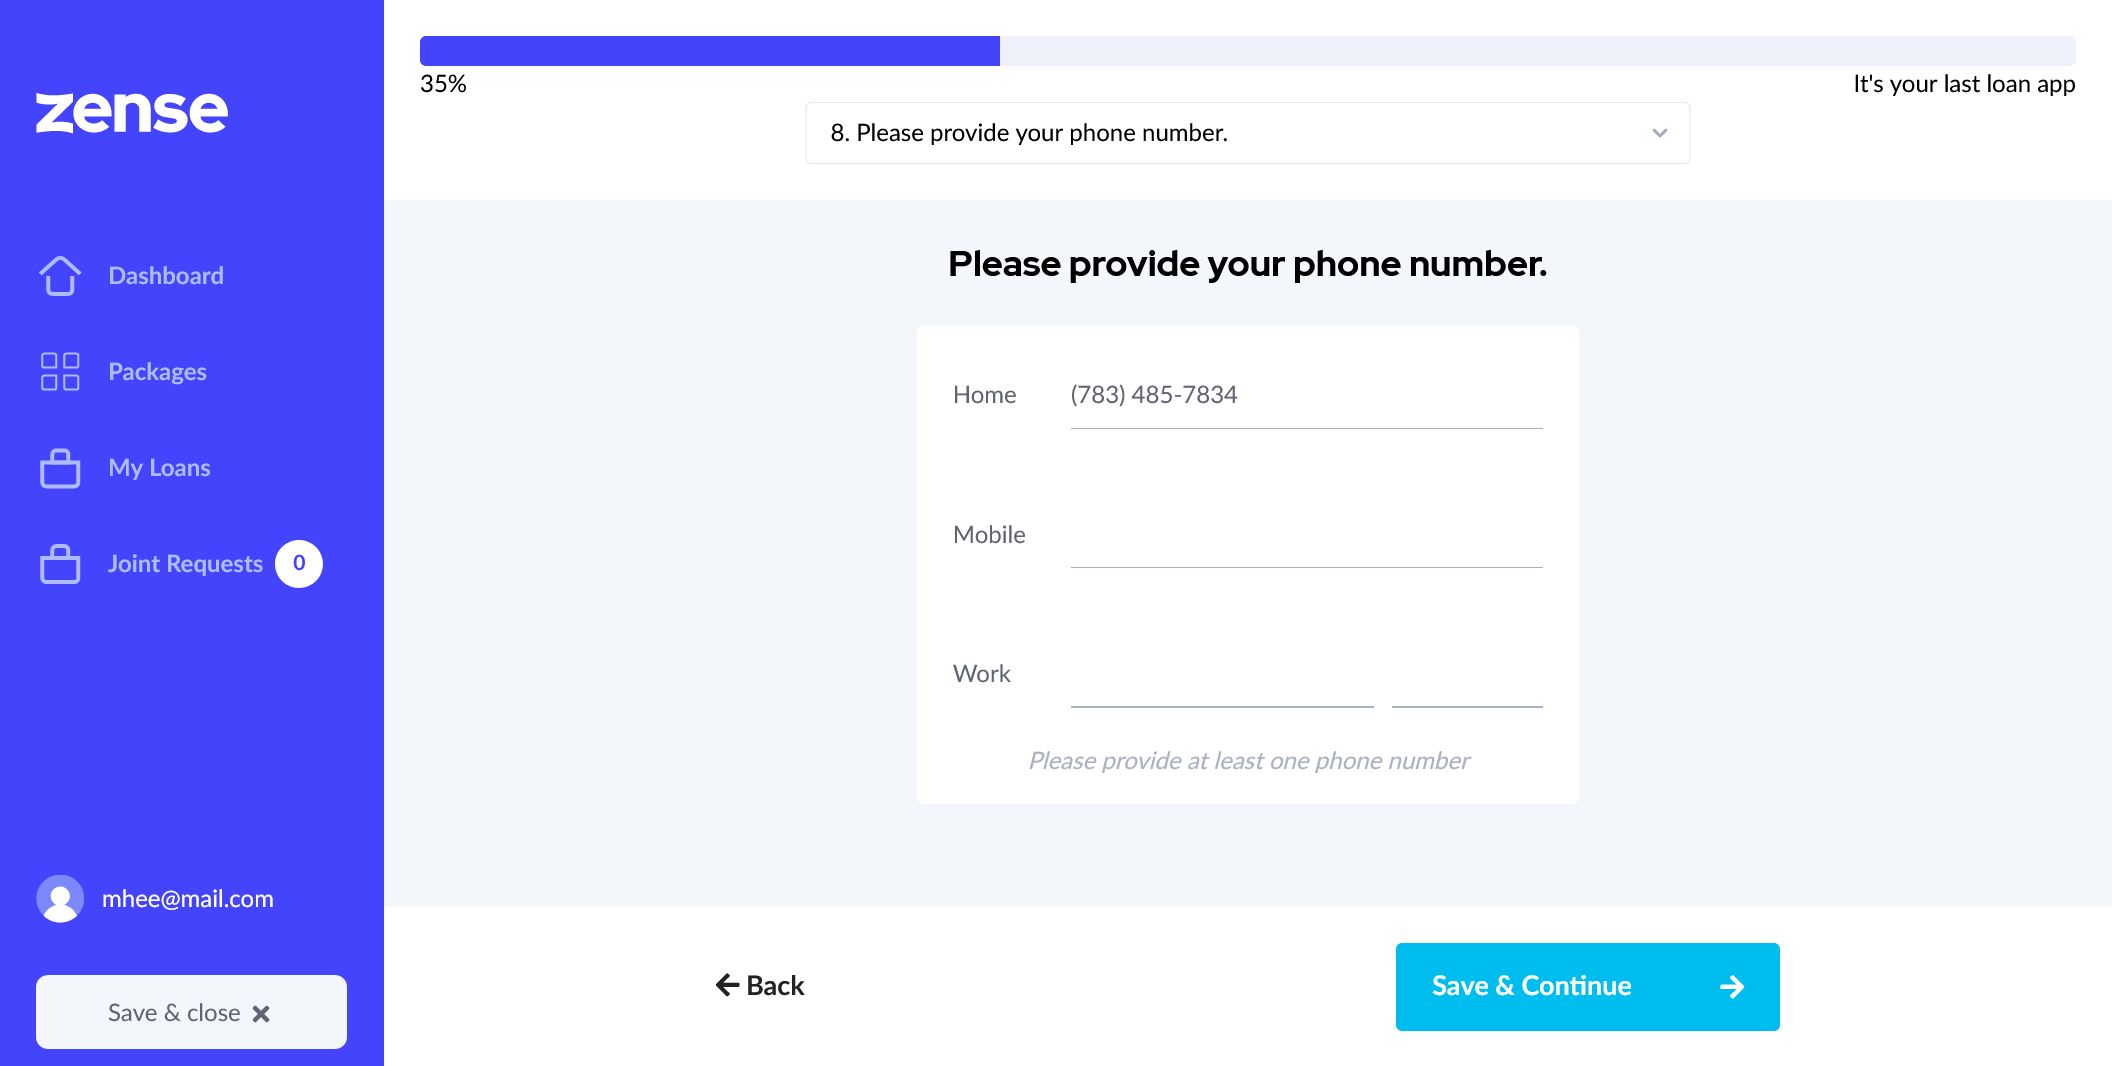 zense
Dashboard
Packages
My Loans
Joint Requests 0
mhee@mail.com
Save & close
35%
It's your last loan app
8. Please provide your phone number.
Please provide your phone number.
Home (783) 485-7834
Mobile
Work
Please provide at least one phone number
Back
Save & Continue